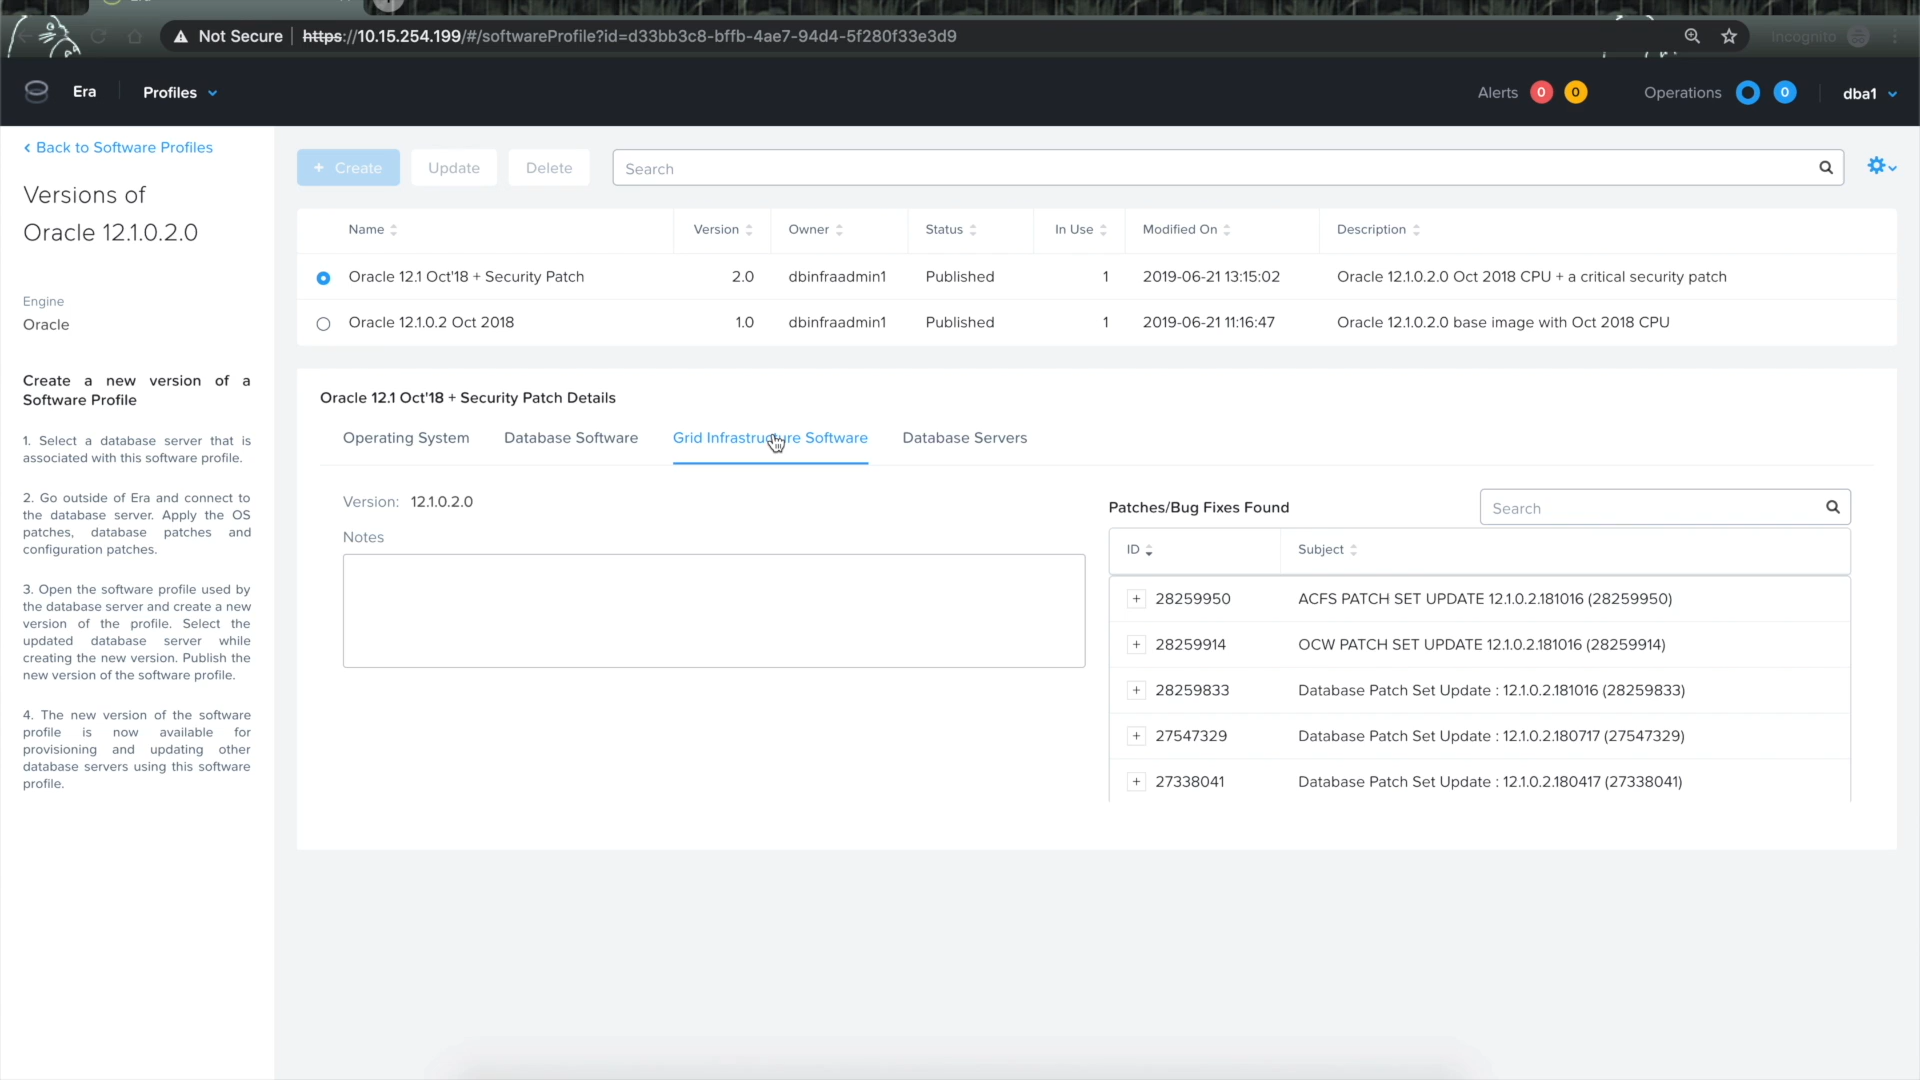 Not Secure https://10.15.254.199/#/softwareProfile?id=d33bb3c8-bffb-4ae7-94d4-5f280f33e3d9 Incognito
Era Profiles Alerts 0 0 Operations 0 dba1
Back to Software Profiles
Versions of
Oracle 12.1.0.2.0
Engine
Oracle
Create a new version of a
Software Profile
1. Select a database server that is
associated with this software profile.
2. Go outside of Era and connect to
the database server. Apply the OS
patches, database patches and
configuration patches.
3. Open the software profile used by
the database server and create a new
version of the profile. Select the
updated database server while
creating the new version. Publish the
new version of the software profile.
4. The new version of the software
profile is now available for
provisioning and updating other
database servers using this software
profile.
+ Create Update Delete Search
Name Version Owner Status In Use Modified On Description
Oracle 12.1 Oct'18 + Security Patch 2.0 dbinfraadmin1 Published 1 2019-06-21 13:15:02 Oracle 12.1.0.2.0 Oct 2018 CPU + a critical security patch
Oracle 12.1.0.2 Oct 2018 1.0 dbinfraadmin1 Published 1 2019-06-21 11:16:47 Oracle 12.1.0.2.0 base image with Oct 2018 CPU
Oracle 12.1 Oct'18 + Security Patch Details
Operating System Database Software Grid Infrastructure Software Database Servers
Version: 12.1.0.2.0
Notes
Patches/Bug Fixes Found Search
ID Subject
+ 28259950 ACFS PATCH SET UPDATE 12.1.0.2.181016 (28259950)
+ 28259914 OCW PATCH SET UPDATE 12.1.0.2.181016 (28259914)
+ 28259833 Database Patch Set Update : 12.1.0.2.181016 (28259833)
+ 27547329 Database Patch Set Update : 12.1.0.2.180717 (27547329)
+ 27338041 Database Patch Set Update : 12.1.0.2.180417 (27338041)